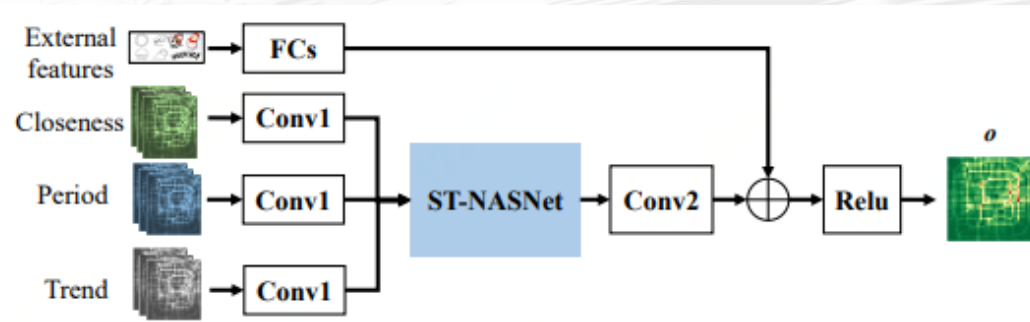 External
features
FCs
Closeness
Conv1
Period
Conv1
ST-NASNet
Conv2
Relu
o
Trend
Conv1